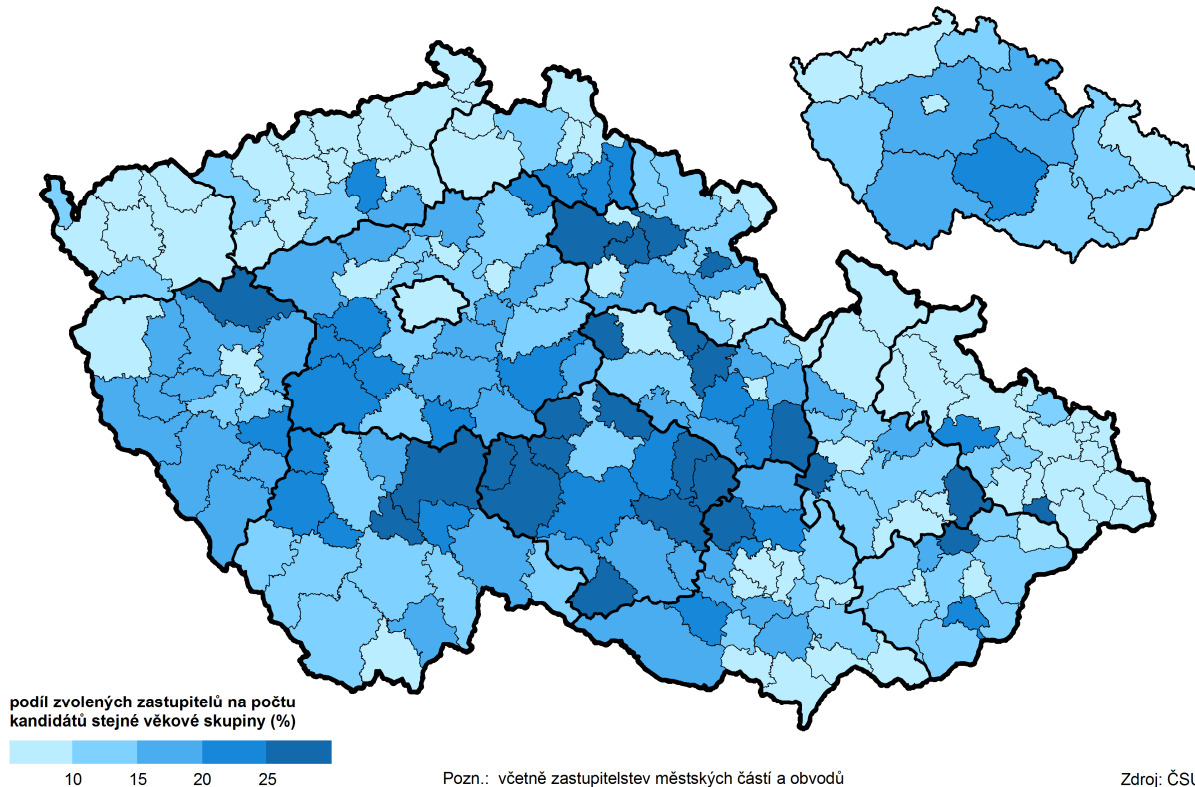 podíl zvolených zastupitelů na počtu
kandidátů stejné věkové skupiny (%)
10 15 20 25
Pozn.: včetně zastupitelstev městských částí a obvodů
Zdroj: ČSÚ